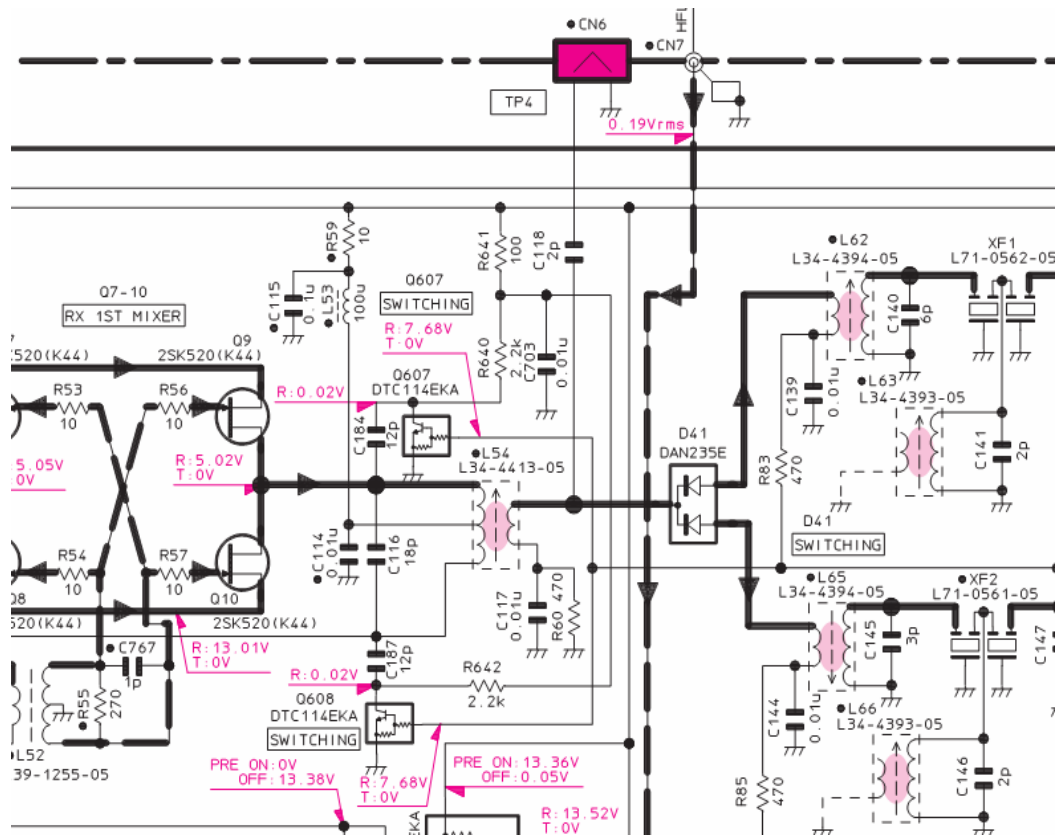 CN6
CN7
HFL
TP4
0.19Vrms
R59
10
R641
100
C118
2p
L62
L34-4394-05
XF1
L71-0562-05
Q7-10
RX 1ST MIXER
C115
0.1u
L53
100u
Q607
SWITCHING
R:7.68V
T:0V
R640
2.2k
C703
0.01u
C140
6p
K520(K44)
Q9
2SK520(K44)
R53
10
R56
10
Q607
DTC114EKA
R:0.02V
C184
12p
L63
L34-4393-05
C139
0.01u
5.05V
0V
R:5.02V
T:0V
L54
L34-4413-05
D41
DAN235E
R83
470
C141
2p
R54
10
R57
10
C114
0.01u
C116
18p
D41
SWITCHING
Q8
520(K44)
Q10
2SK520(K44)
C117
0.01u
R60 470
L65
L34-4394-05
XF2
L71-0561-05
C767
1p
R:13.01V
T:0V
C187
12p
C145
3p
C147
R:0.02V
R642
2.2k
R55
270
Q608
DTC114EKA
SWITCHING
C144
0.01u
L66
L34-4393-05
L52
39-1255-05
PRE ON:0V
OFF:13.38V
R:7.68V
T:0V
PRE ON:13.36V
OFF:0.05V
R85
470
C146
2p
R:13.52V
T:0V
EKA